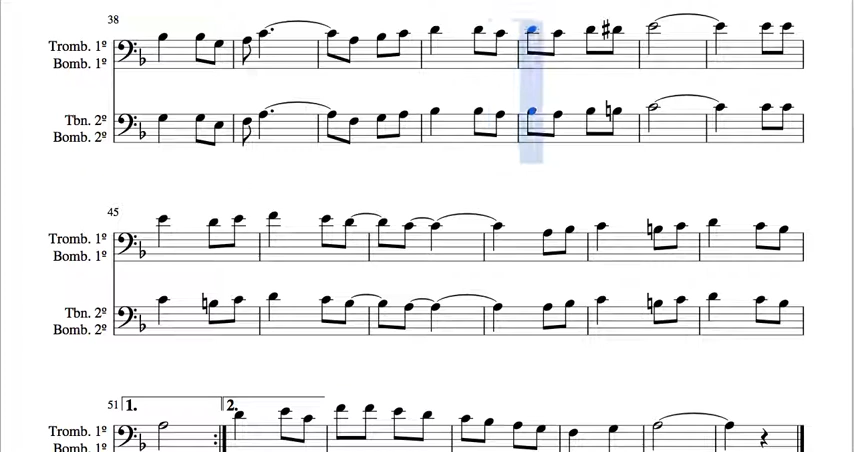 38
Tromb. 1º
Bomb. 1º
Tbn. 2º
Bomb. 2º
45
Tromb. 1º
Bomb. 1º
Tbn. 2º
Bomb. 2º
51 1. 2.
Tromb. 1º
Bomb. 1º